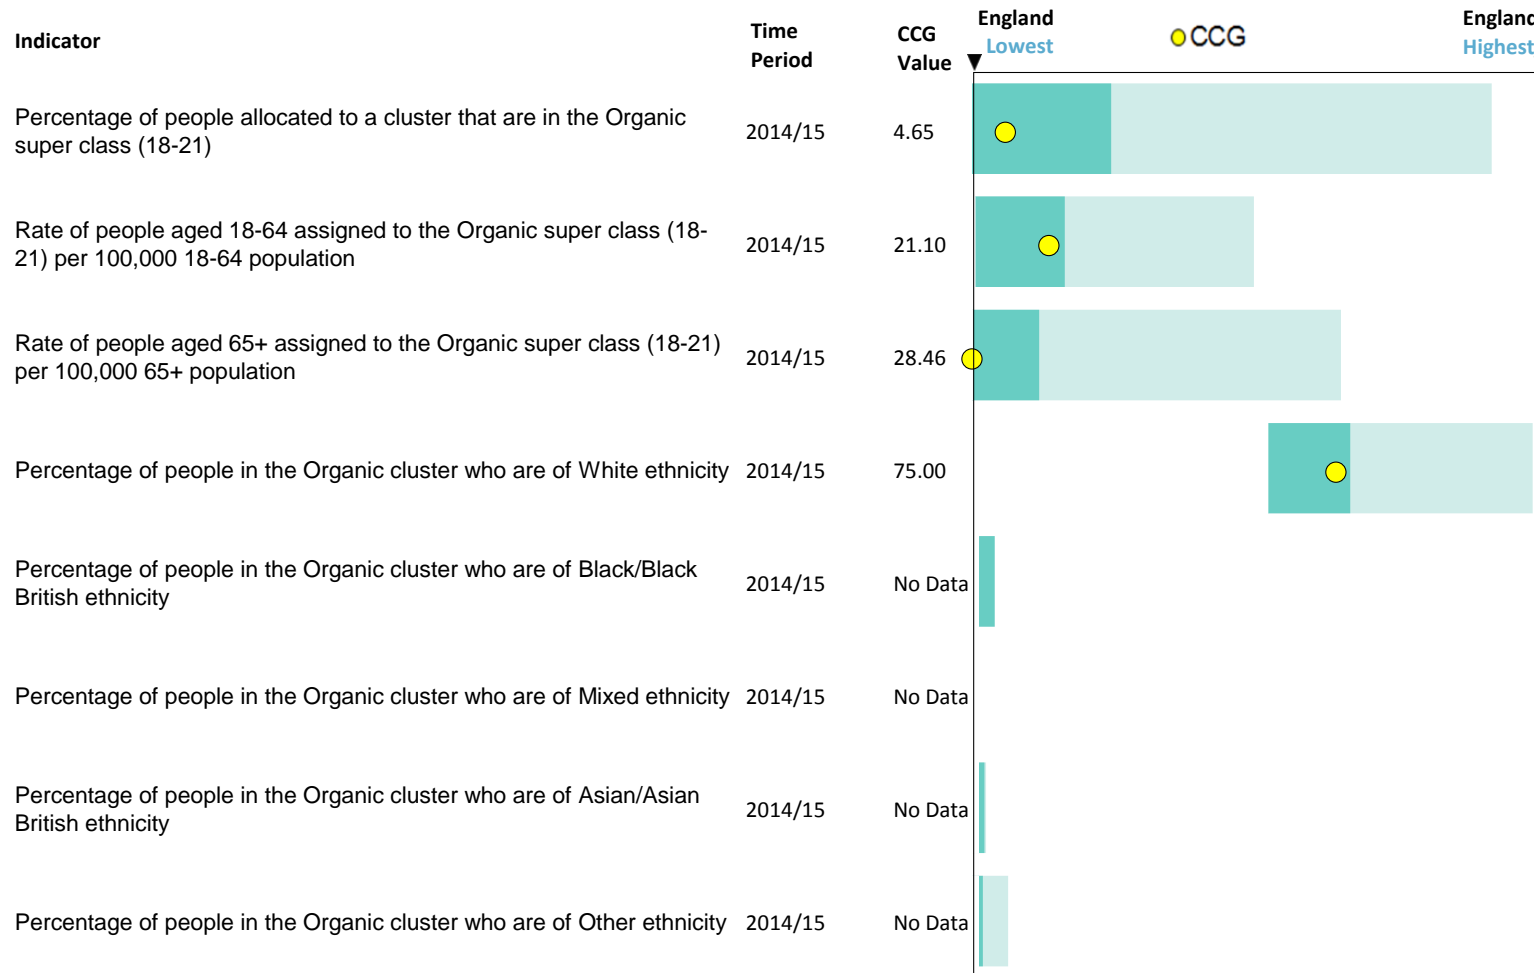 Indicator
Time
Period
CCG
Value
England
Lowest
CCG
England
Highest
Percentage of people allocated to a cluster that are in the Organic
super class (18-21)
2014/15
4.65
Rate of people aged 18-64 assigned to the Organic super class (18-
21) per 100,000 18-64 population
2014/15
21.10
Rate of people aged 65+ assigned to the Organic super class (18-21)
per 100,000 65+ population
2014/15
28.46
Percentage of people in the Organic cluster who are of White ethnicity
2014/15
75.00
Percentage of people in the Organic cluster who are of Black/Black
British ethnicity
2014/15
No Data
Percentage of people in the Organic cluster who are of Mixed ethnicity
2014/15
No Data
Percentage of people in the Organic cluster who are of Asian/Asian
British ethnicity
2014/15
No Data
Percentage of people in the Organic cluster who are of Other ethnicity
2014/15
No Data